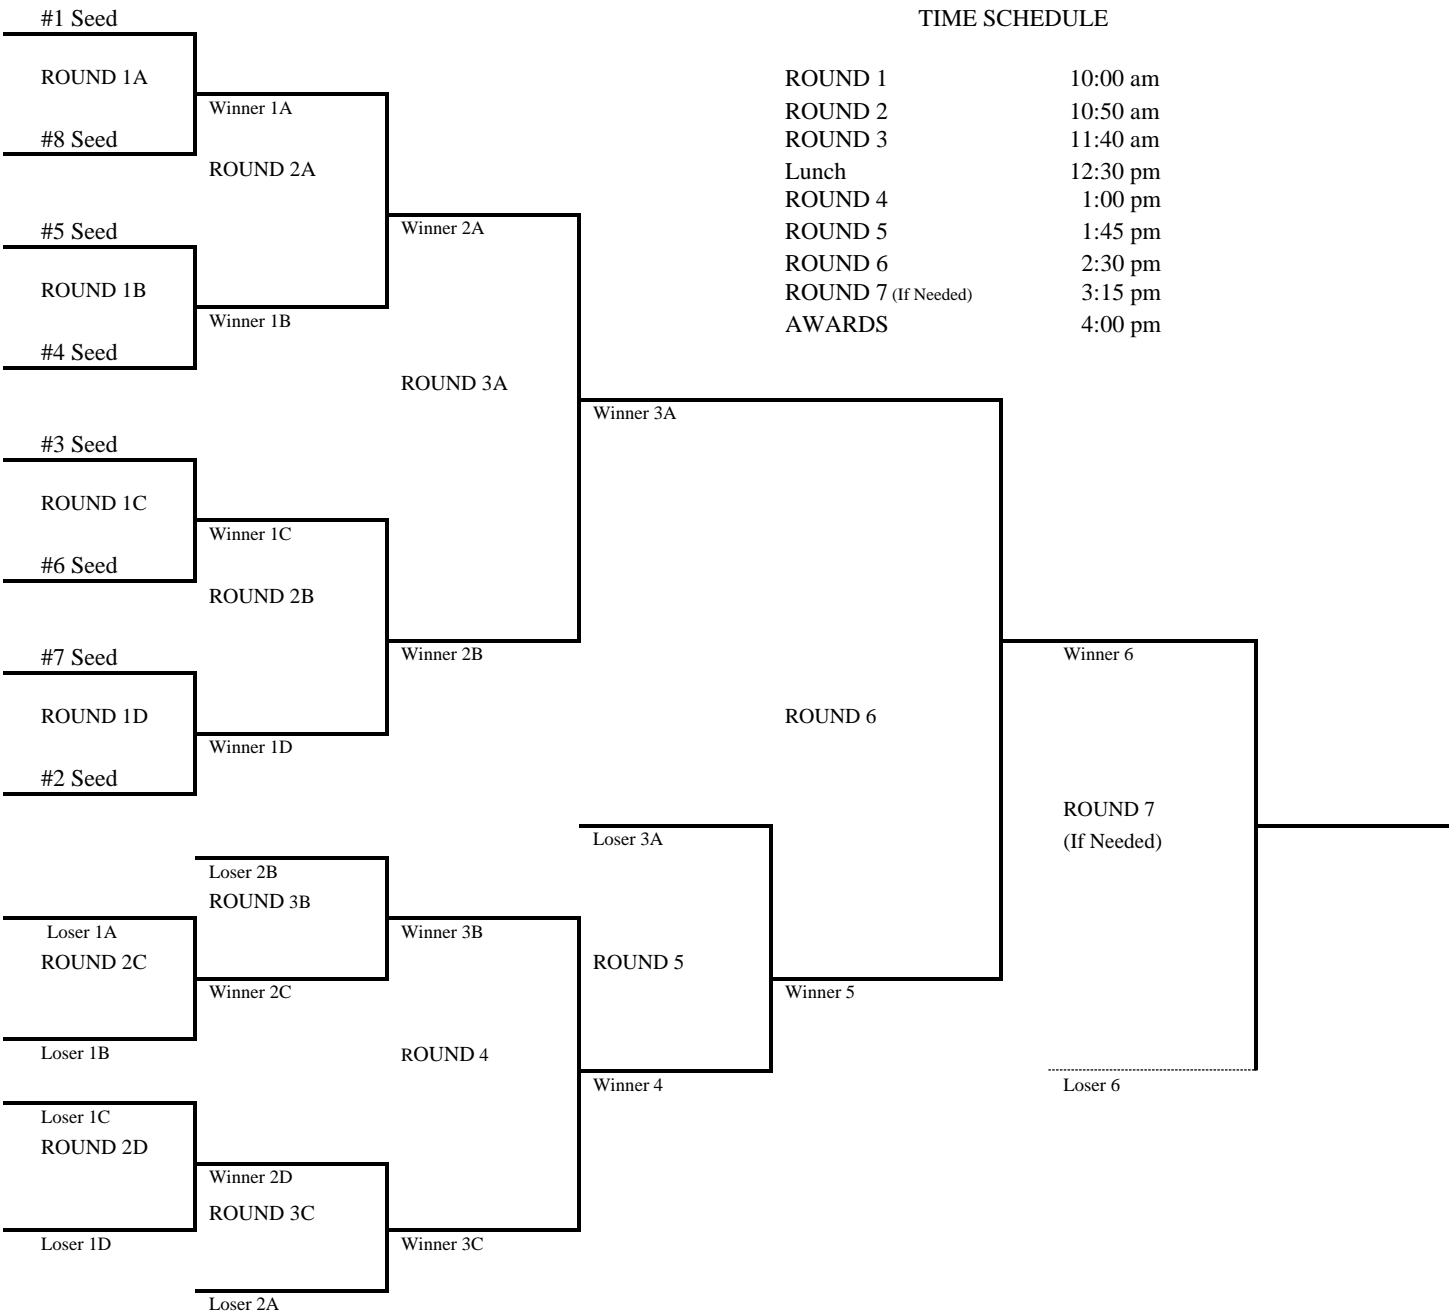 #1 Seed
TIME SCHEDULE
ROUND 1A
ROUND 1 10:00 am
Winner 1A
ROUND 2 10:50 am
#8 Seed
ROUND 3 11:40 am
ROUND 2A
Lunch 12:30 pm
ROUND 4 1:00 pm
#5 Seed
Winner 2A
ROUND 5 1:45 pm
ROUND 6 2:30 pm
ROUND 1B
ROUND 7 (If Needed) 3:15 pm
Winner 1B
AWARDS 4:00 pm
#4 Seed
ROUND 3A
Winner 3A
#3 Seed
ROUND 1C
Winner 1C
#6 Seed
ROUND 2B
#7 Seed
Winner 2B
Winner 6
ROUND 1D
ROUND 6
Winner 1D
#2 Seed
ROUND 7
(If Needed)
Loser 3A
Loser 2B
ROUND 3B
Loser 1A
Winner 3B
ROUND 2C
ROUND 5
Winner 2C
Winner 5
Loser 1B
ROUND 4
Winner 4
Loser 6
Loser 1C
ROUND 2D
Winner 2D
ROUND 3C
Loser 1D
Winner 3C
Loser 2A